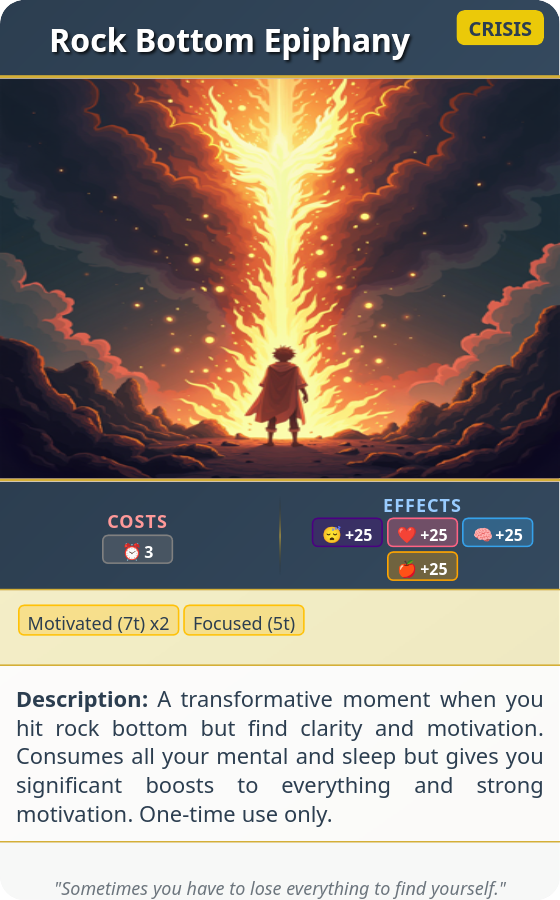 Rock Bottom Epiphany
CRISIS
COSTS
⏰ 3
EFFECTS
😴 +25 ❤️ +25 🧠 +25
🍎 +25
Motivated (7t) x2 Focused (5t)
Description: A transformative moment when you
hit rock bottom but find clarity and motivation.
Consumes all your mental and sleep but gives you
significant boosts to everything and strong
motivation. One-time use only.
"Sometimes you have to lose everything to find yourself."